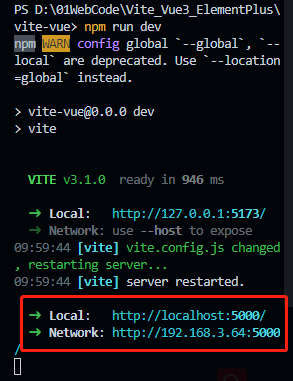 PS D:\01WebCode\Vite_Vue3_ElementPlus\
vite-vue> npm run dev
npm WARN config global `--global`, `--
local` are deprecated. Use `--location
=global` instead.
> vite-vue@0.0.0 dev
> vite
VITE v3.1.0 ready in 946 ms
➜ Local: http://127.0.0.1:5173/
➜ Network: use --host to expose
09:59:44 [vite] vite.config.js changed
, restarting server...
09:59:44 [vite] server restarted.
➜ Local: http://localhost:5000/
➜ Network: http://192.168.3.64:5000
/